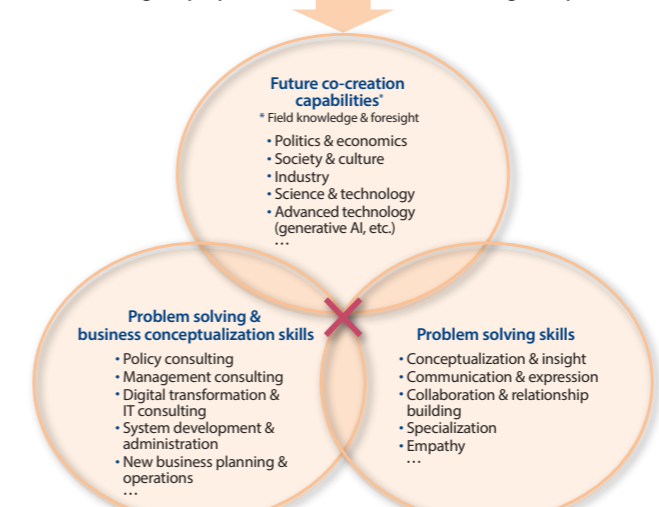 Future co-creation
capabilities*
* Field knowledge & foresight
• Politics & economics
• Society & culture
• Industry
• Science & technology
• Advanced technology
(generative AI, etc.)
…
Problem solving &
business conceptualization skills
• Policy consulting
• Management consulting
• Digital transformation &
IT consulting
• System development &
administration
• New business planning &
operations
…
Problem solving skills
• Conceptualization & insight
• Communication & expression
• Collaboration & relationship
building
• Specialization
• Empathy
…